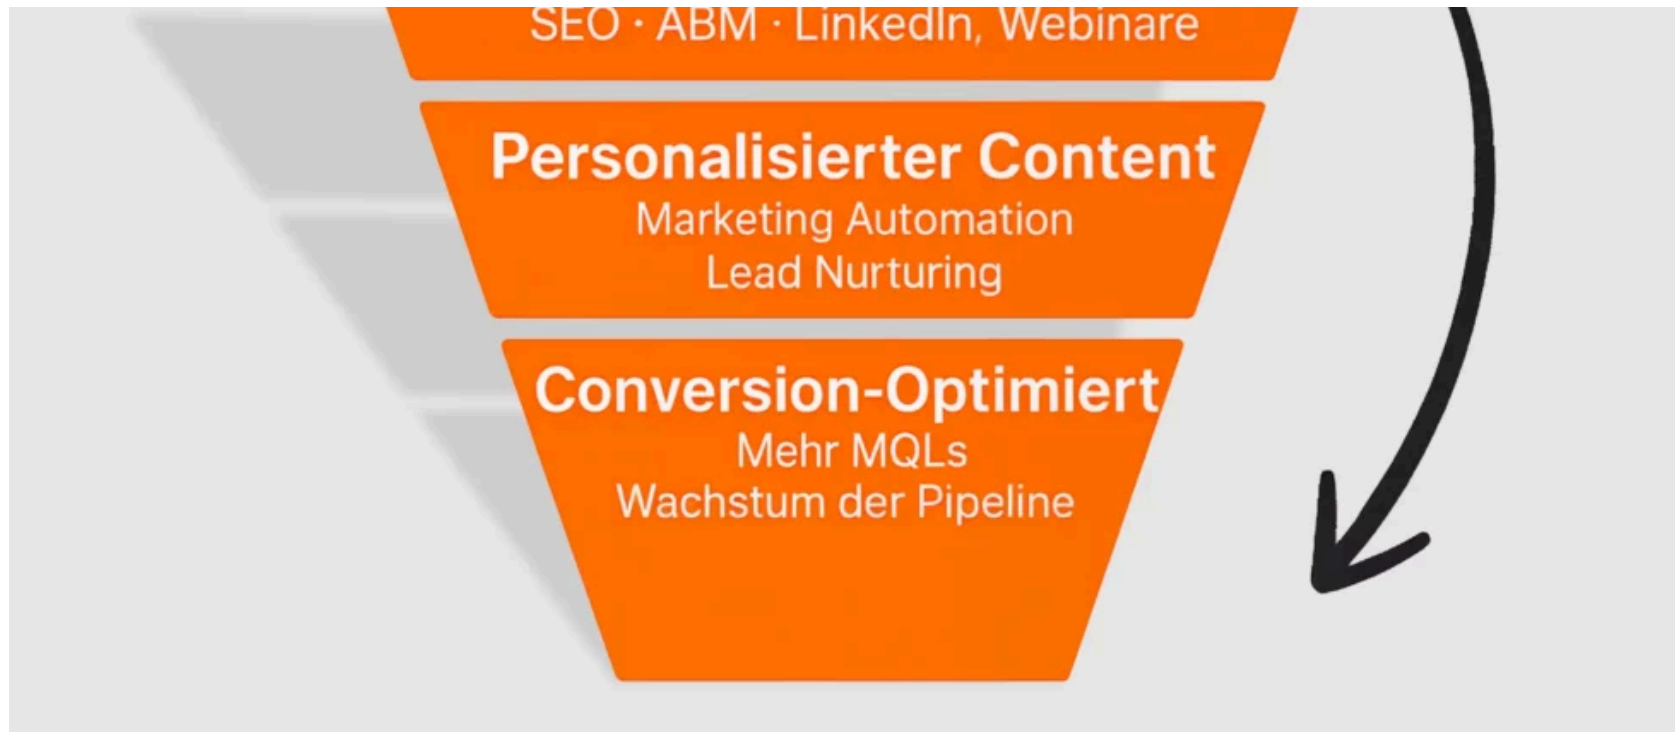 SEO · ABM · LinkedIn, Webinare
Personalisierter Content
Marketing Automation
Lead Nurturing
Conversion-Optimiert
Mehr MQLs
Wachstum der Pipeline